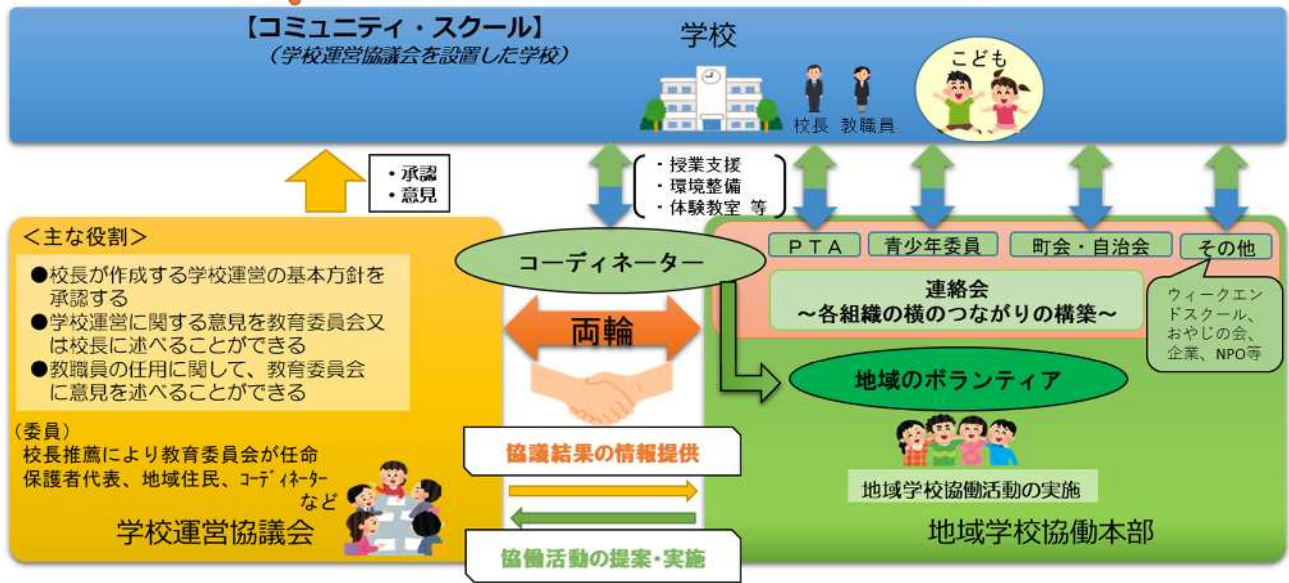 【コミュニティ・スクール】
(学校運営協議会を設置した学校)
学校
校長 教職員
こども
・承認
・意見
・授業支援
・環境整備
・体験教室 等
<主な役割>
●校長が作成する学校運営の基本方針を
承認する
●学校運営に関する意見を教育委員会又
は校長に述べることができる
●教職員の任用に関して、教育委員会
に意見を述べることができる
(委員)
校長推薦により教育委員会が任命
保護者代表、地域住民、コーディネーター
など
学校運営協議会
コーディネーター
両輪
協議結果の情報提供
協働活動の提案・実施
PTA
青少年委員
町会・自治会
その他
連絡会
~各組織の横のつながりの構築~
ウィークエン
ドスクール、
おやじの会、
企業、NPO等
地域のボランティア
地域学校協働活動の実施
地域学校協働本部